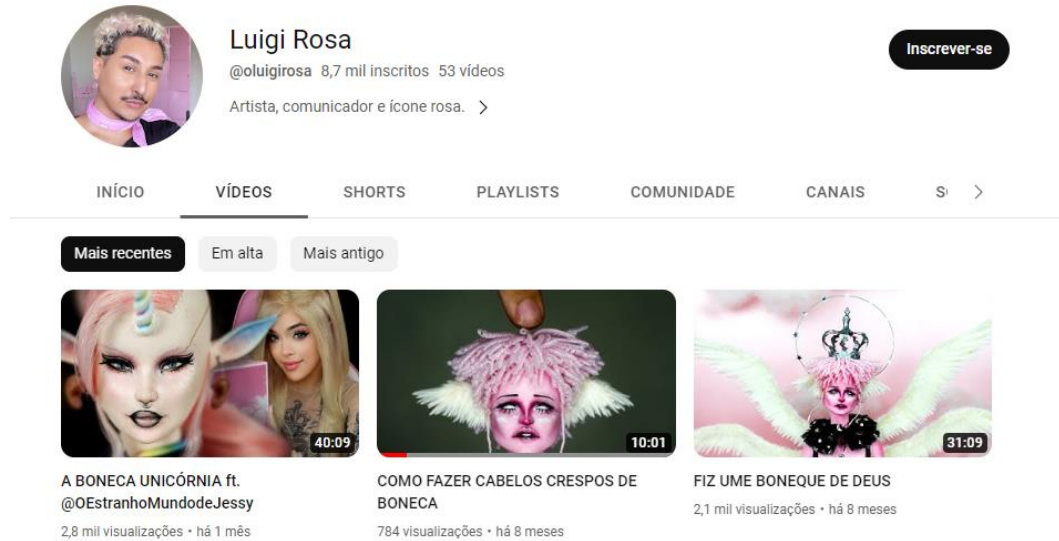 Luigi Rosa
@oluigirosa 8,7 mil inscritos 53 vídeos
Artista, comunicador e ícone rosa.
Inscrever-se
INÍCIO VÍDEOS SHORTS PLAYLISTS COMUNIDADE CANAIS
Mais recentes Em alta Mais antigo
40:09 10:01 31:09
A BONECA UNICÓRNIA ft.
@OEstranhoMundodeJessy
2,8 mil visualizações • há 1 mês
COMO FAZER CABELOS CRESPOS DE
BONECA
784 visualizações • há 8 meses
FIZ UME BONEQUE DE DEUS
2,1 mil visualizações • há 8 meses